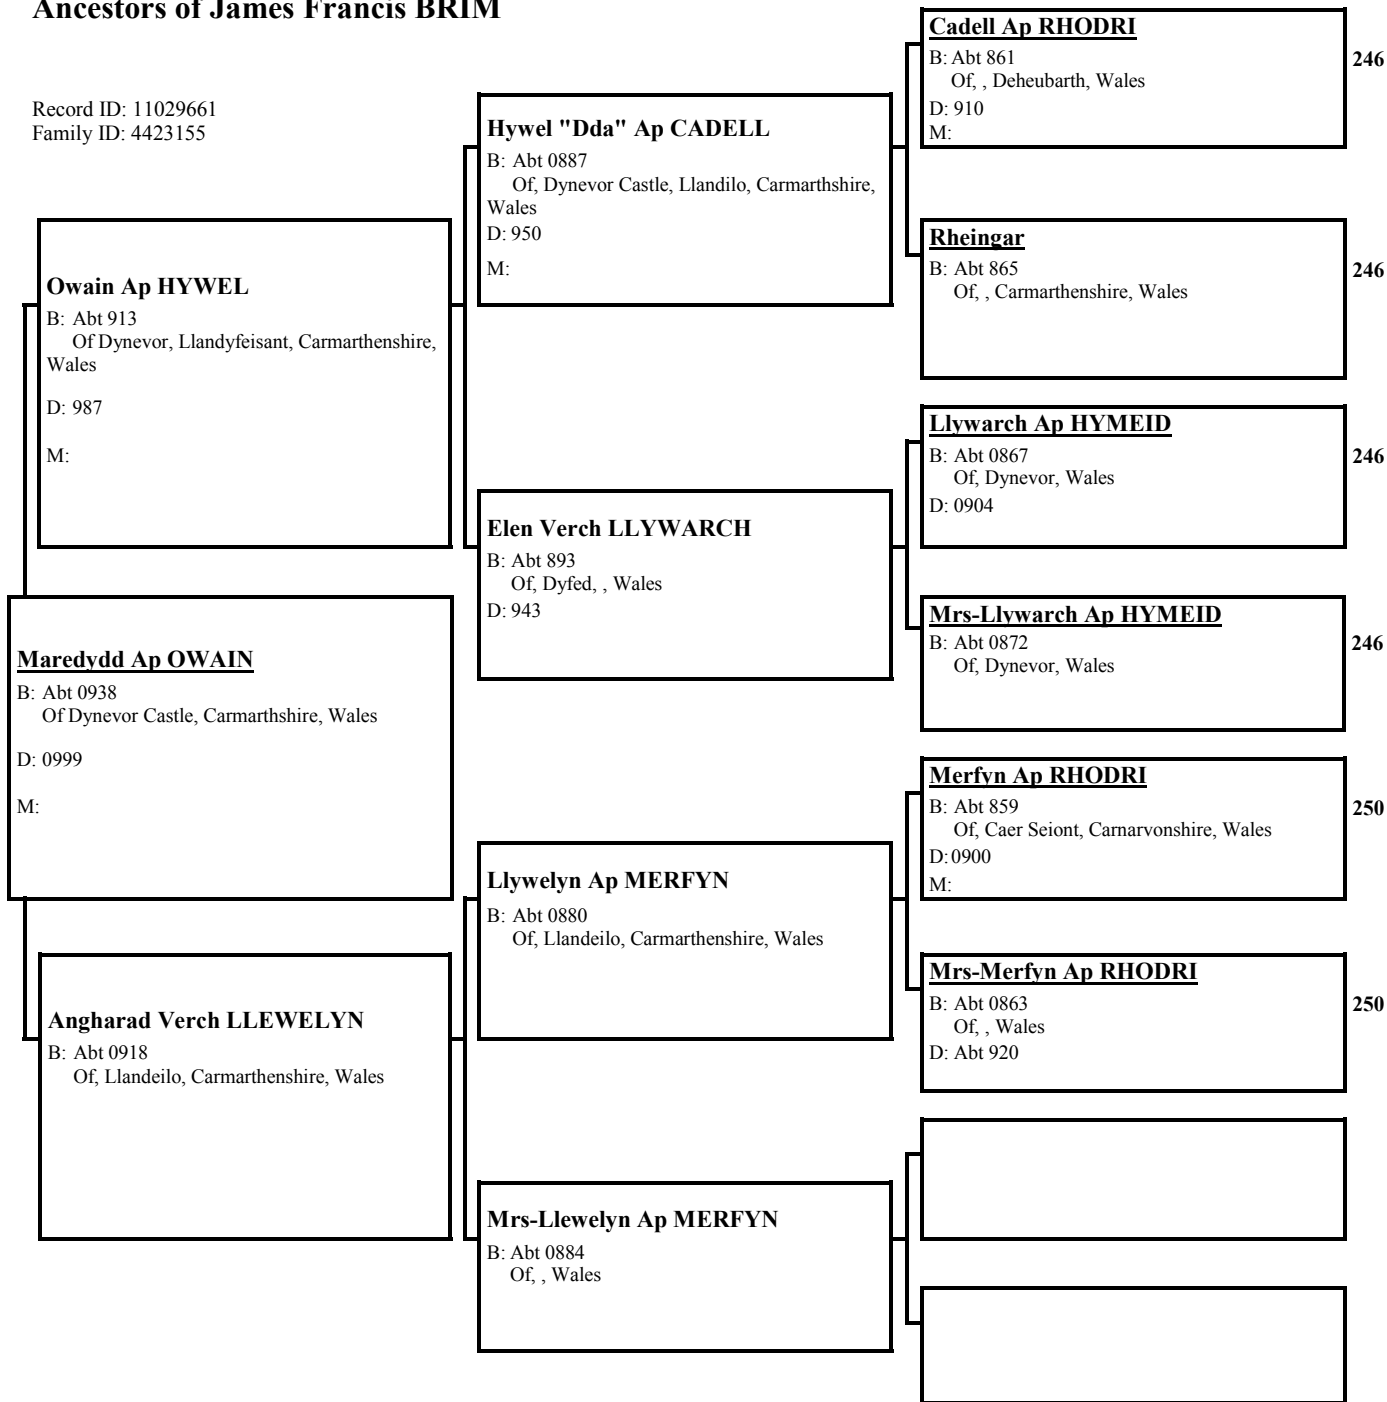 Ancestors of James Francis BRIM
Record ID: 11029661
Family ID: 4423155
Owain Ap HYWEL
B: Abt 913
Of Dynevor, Llandyfeisant, Carmarthenshire,
Wales
D: 987
M:
Maredydd Ap OWAIN
B: Abt 0938
Of Dynevor Castle, Carmarthshire, Wales
D: 0999
M:
Angharad Verch LLEWELYN
B: Abt 0918
Of, Llandeilo, Carmarthenshire, Wales
Hywel "Dda" Ap CADELL
B: Abt 0887
Of, Dynevor Castle, Llandilo, Carmarthshire,
Wales
D: 950
M:
Elen Verch LLYWARCH
B: Abt 893
Of, Dyfed, , Wales
D: 943
Llywelyn Ap MERFYN
B: Abt 0880
Of, Llandeilo, Carmarthenshire, Wales
Mrs-Llewelyn Ap MERFYN
B: Abt 0884
Of, , Wales
Cadell Ap RHODRI
B: Abt 861
Of, , Deheubarth, Wales
D: 910
M:
246
Rheingar
B: Abt 865
Of, , Carmarthenshire, Wales
246
Llywarch Ap HYMEID
B: Abt 0867
Of, Dynevor, Wales
D: 0904
246
Mrs-Llywarch Ap HYMEID
B: Abt 0872
Of, Dynevor, Wales
246
Merfyn Ap RHODRI
B: Abt 859
Of, Caer Seiont, Carnarvonshire, Wales
D:0900
M:
250
Mrs-Merfyn Ap RHODRI
B: Abt 0863
Of, , Wales
D: Abt 920
250